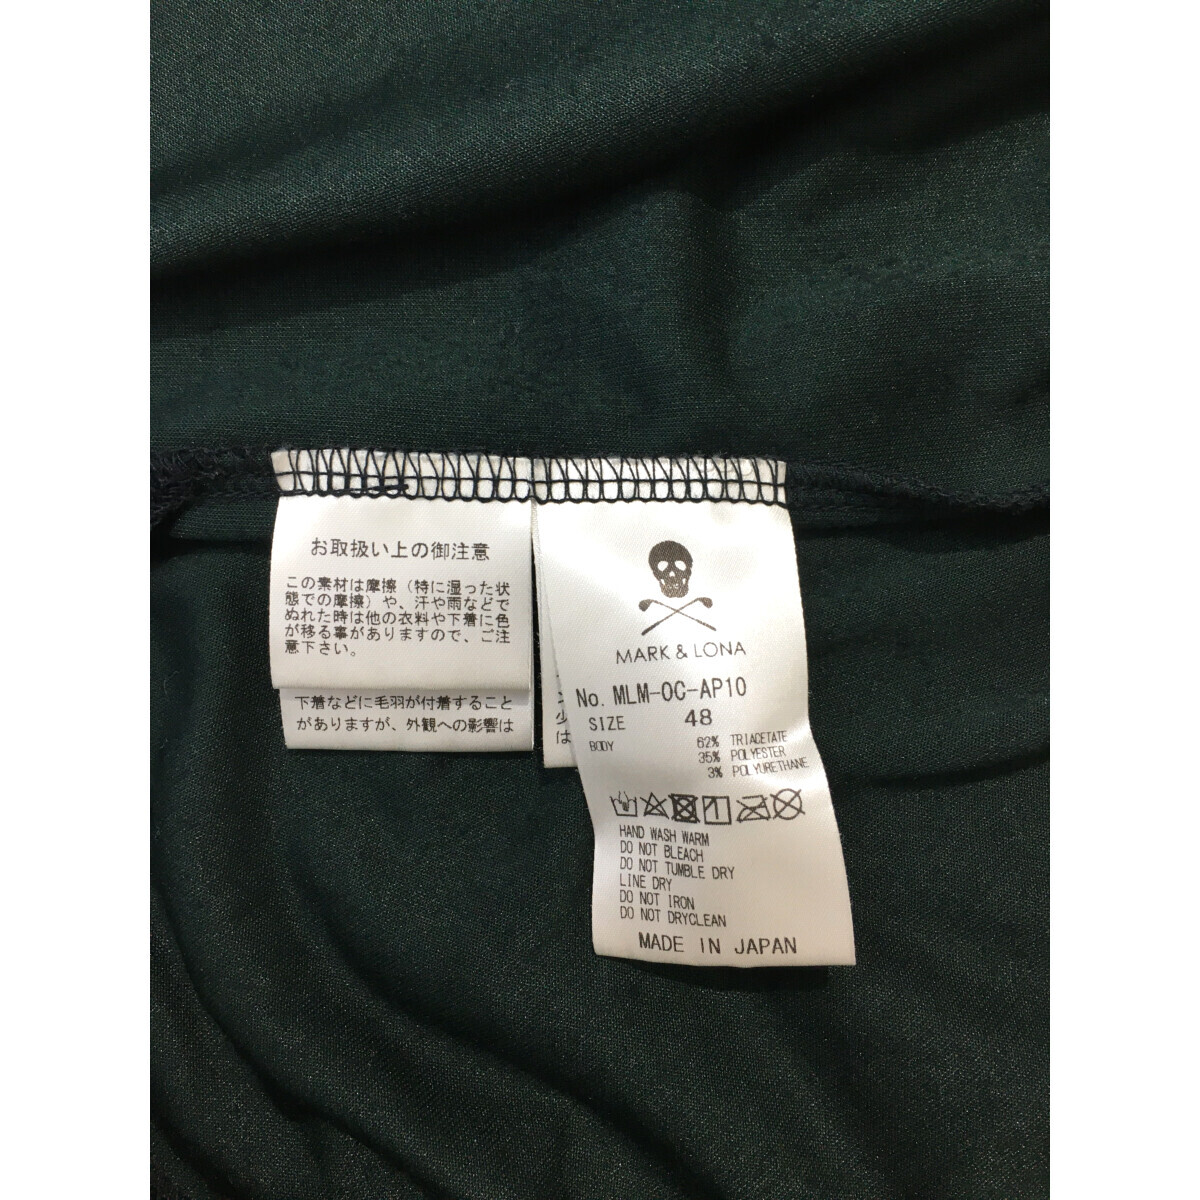 お取扱い上の御注意
この素材は摩擦（特に湿った状
態での摩擦）や、汗や雨などで
ぬれた時は他の衣料や下着に色
が移る事がありますので、ご注
意下さい。
下着などに毛羽が付着すること
がありますが、外観への影響は
少
は
MARK & LONA
No. MLM-OC-AP10
SIZE 48
BODY 62% TRIACETATE
35% POLYESTER
3% POLYURETHANE
HAND WASH WARM
DO NOT BLEACH
DO NOT TUMBLE DRY
LINE DRY
DO NOT IRON
DO NOT DRYCLEAN
MADE IN JAPAN